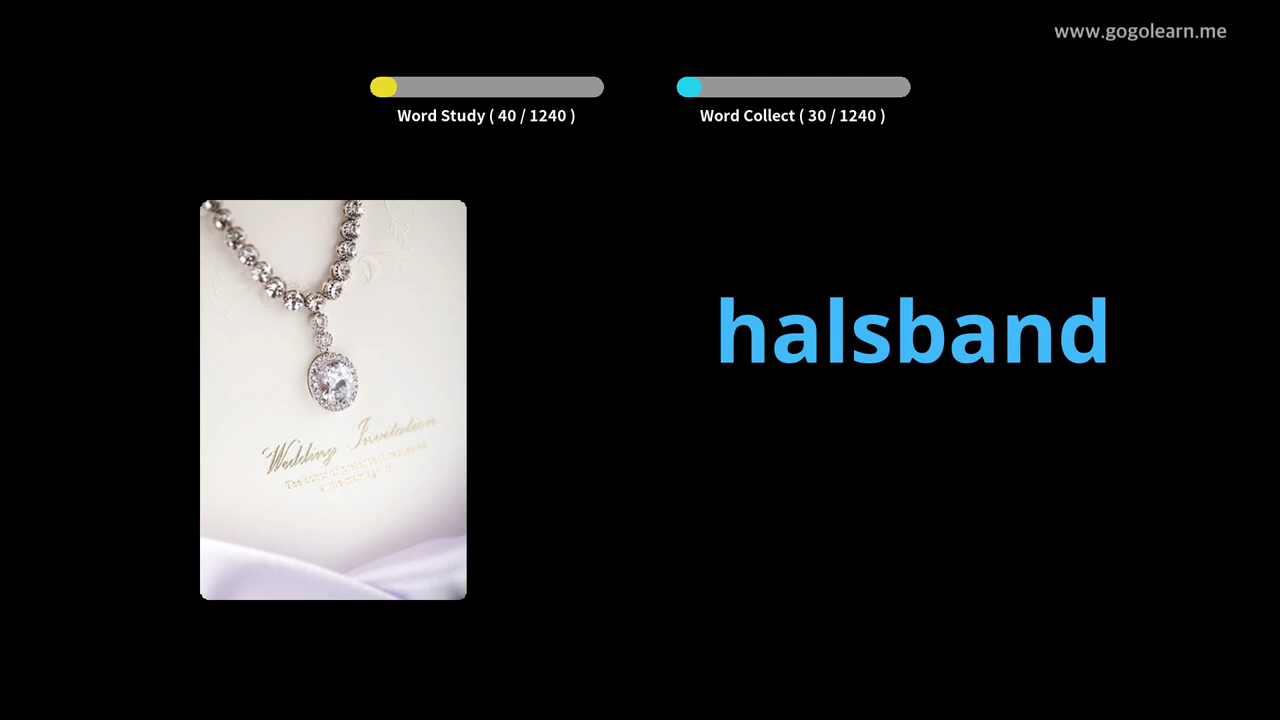 www.gogolearn.me
Word Study ( 40 / 1240 )
Word Collect ( 30 / 1240 )
halsband
Wedding Invitation